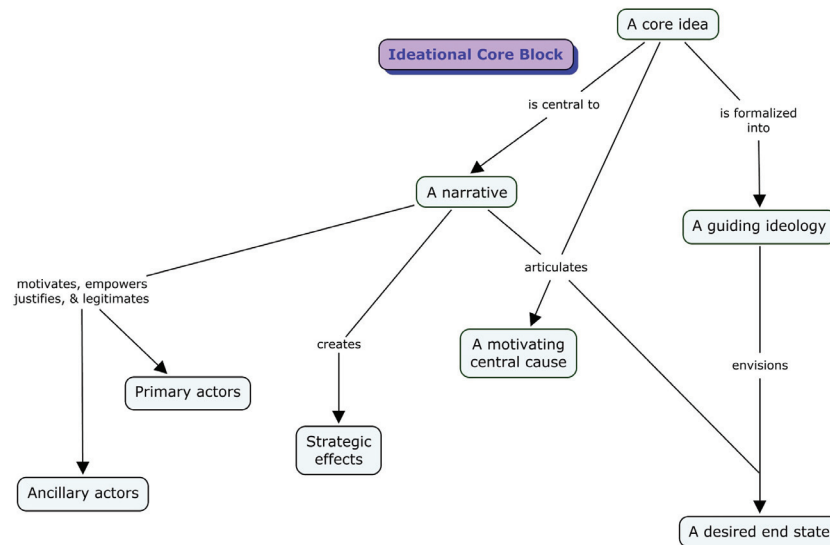 A core idea
Ideational Core Block
is central to
is formalized
into
A narrative
A guiding ideology
motivates, empowers
justifies, & legitimates
articulates
creates
A motivating
central cause
envisions
Primary actors
Strategic
effects
Ancillary actors
A desired end state